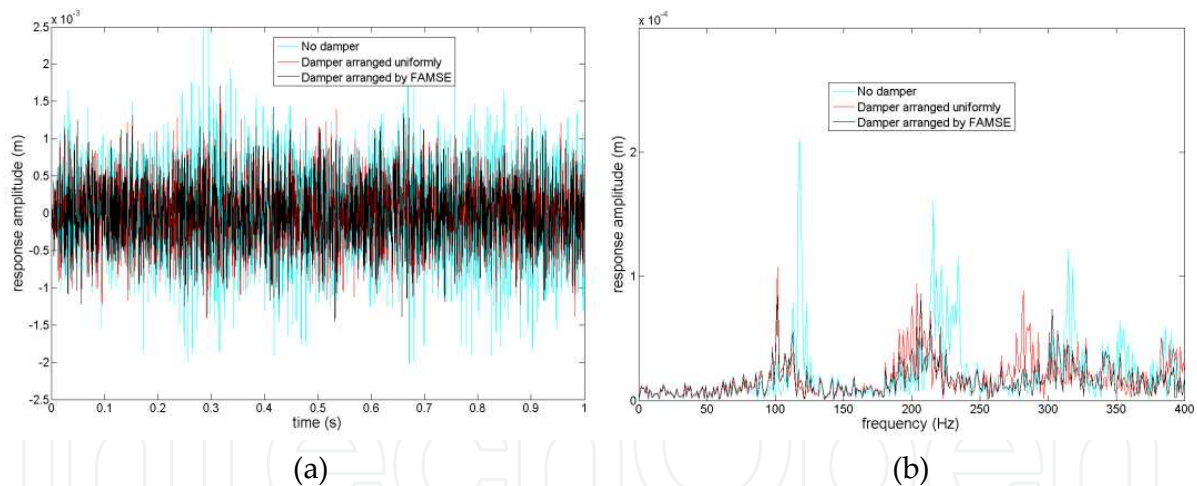 x 10⁻³
2.5
2
1.5
1
0.5
0
-0.5
-1
-1.5
-2
-2.5
response amplitude (m)
No damper
Damper arranged uniformly
Damper arranged by FAMSE
0 0.1 0.2 0.3 0.4 0.5 0.6 0.7 0.8 0.9 1
time (s)
(a)
x 10⁻⁴
2
1
0
response amplitude (m)
No damper
Damper arranged uniformly
Damper arranged by FAMSE
0 50 100 150 200 250 300 350 400
frequency (Hz)
(b)